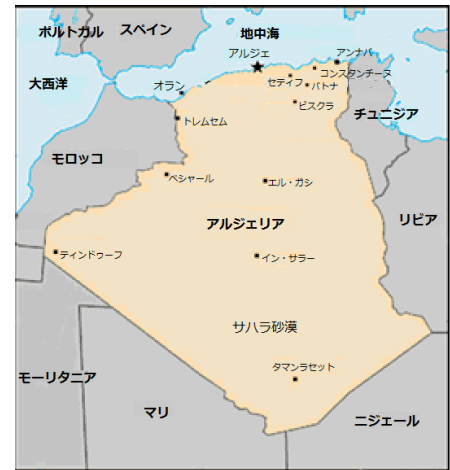 ポルトガル
スペイン
地中海
アルジェ
アンナバ
コンスタンチーヌ
セティフ
バトナ
ビスクラ
大西洋
オラン
トレムセム
チュニジア
モロッコ
ベシャール
エル・ガシ
アルジェリア
リビア
ティンドゥーフ
イン・サラー
サハラ砂漠
タマンラセット
モーリタニア
マリ
ニジェール